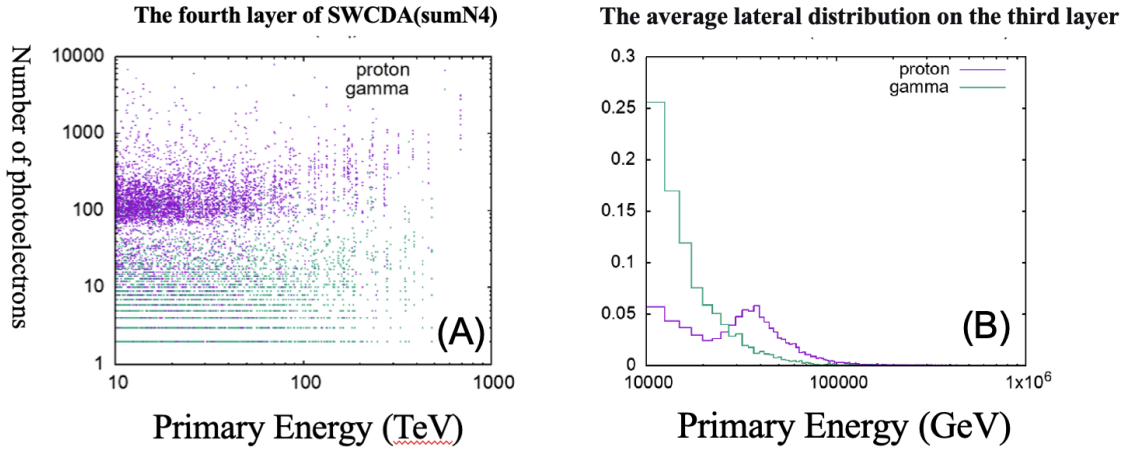 The fourth layer of SWCDA(sumN4)
Number of photoelectrons
10000
1000
100
10
1
proton
gamma
(A)
10
100
1000
Primary Energy (TeV)
The average lateral distribution on the third layer
0.3
0.25
0.2
0.15
0.1
0.05
0
proton
gamma
(B)
10000
100000
1x10⁶
Primary Energy (GeV)